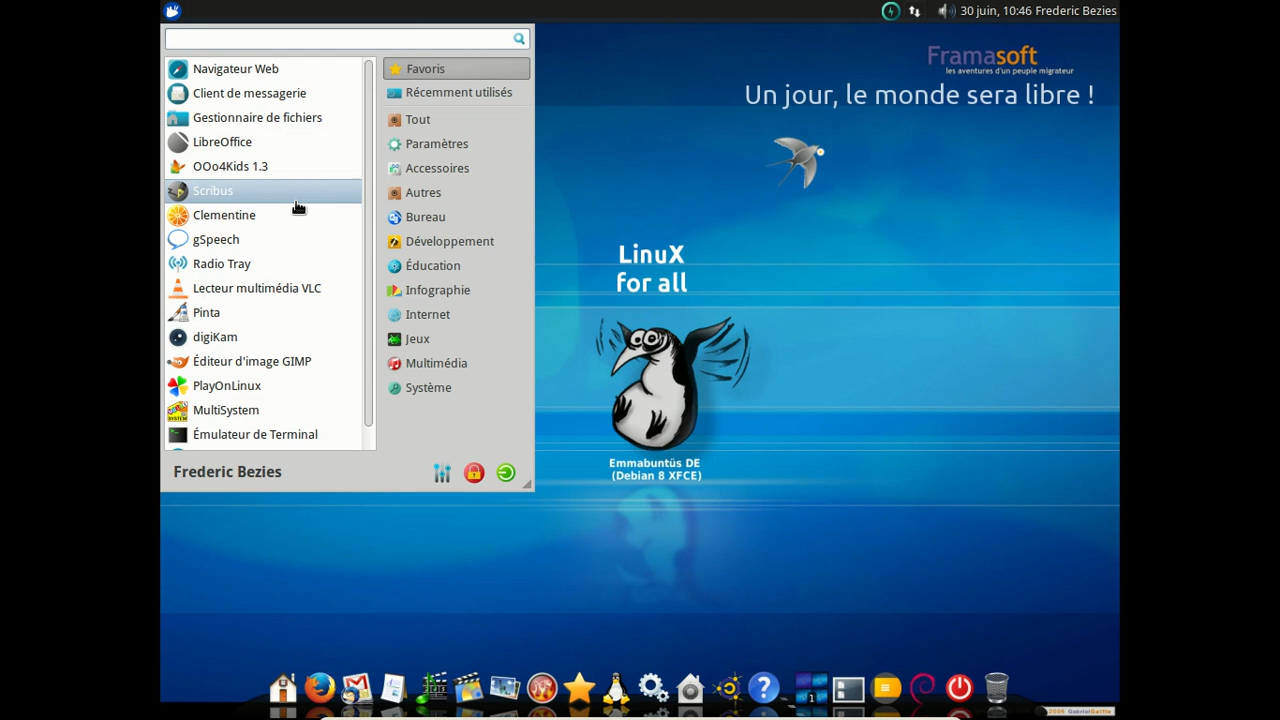 30 juin, 10:46 Frederic Bezies
Navigateur Web
Client de messagerie
Gestionnaire de fichiers
LibreOffice
OOo4Kids 1.3
Scribus
Clementine
gSpeech
Radio Tray
Lecteur multimédia VLC
Pinta
digiKam
Éditeur d'image GIMP
PlayOnLinux
MultiSystem
Émulateur de Terminal
Favoris
Récemment utilisés
Tout
Paramètres
Accessoires
Autres
Bureau
Développement
Éducation
Infographie
Internet
Jeux
Multimédia
Système
Frederic Bezies
Framasoft
les aventures d'un peuple migrateur
Un jour, le monde sera libre !
LinuX
for all
Emmabuntüs DE
(Debian 8 XFCE)
1